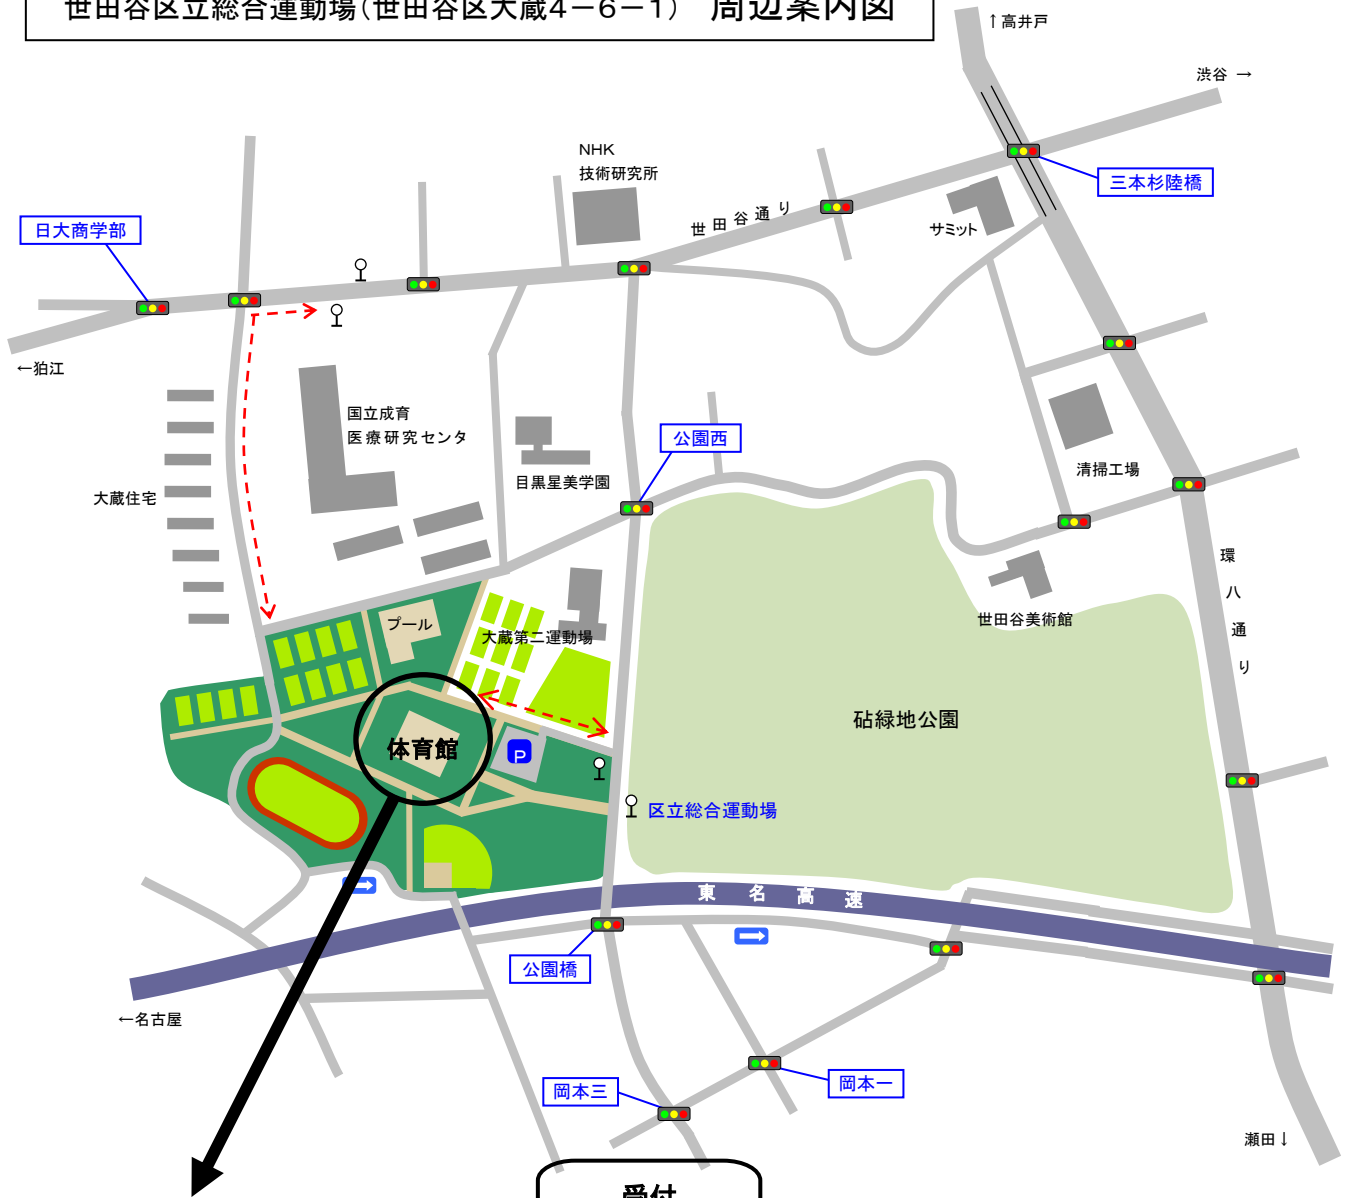 世田谷区立総合運動場（世田谷区大蔵４－６－１） 周辺案内図
↑高井戸
渋谷 →
NHK
技術研究所
三本杉陸橋
世田谷通り
サミット
日大商学部
←狛江
国立成育
医療研究センタ
公園西
目黒星美学園
清掃工場
大蔵住宅
環八通り
世田谷美術館
プール
大蔵第二運動場
砧緑地公園
体育館
P
区立総合運動場
東名高速
公園橋
←名古屋
岡本一
岡本三
瀬田↓
受付